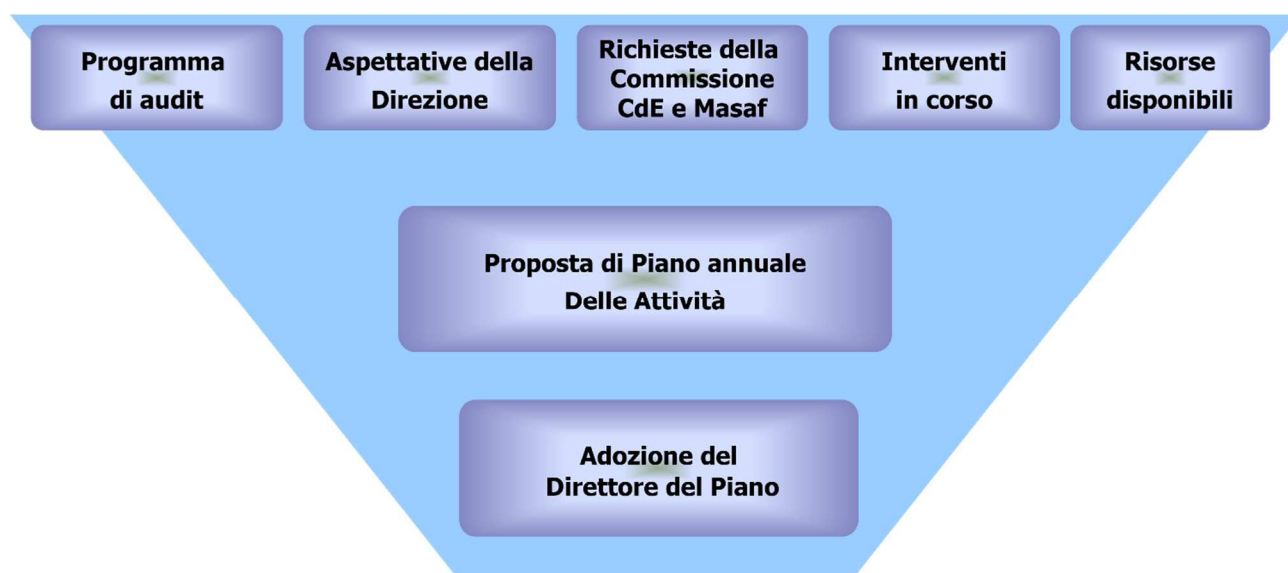 Programma
di audit
Aspettative della
Direzione
Richieste della
Commissione
CdE e Masaf
Interventi
in corso
Risorse
disponibili
Proposta di Piano annuale
Delle Attività
Adozione del
Direttore del Piano